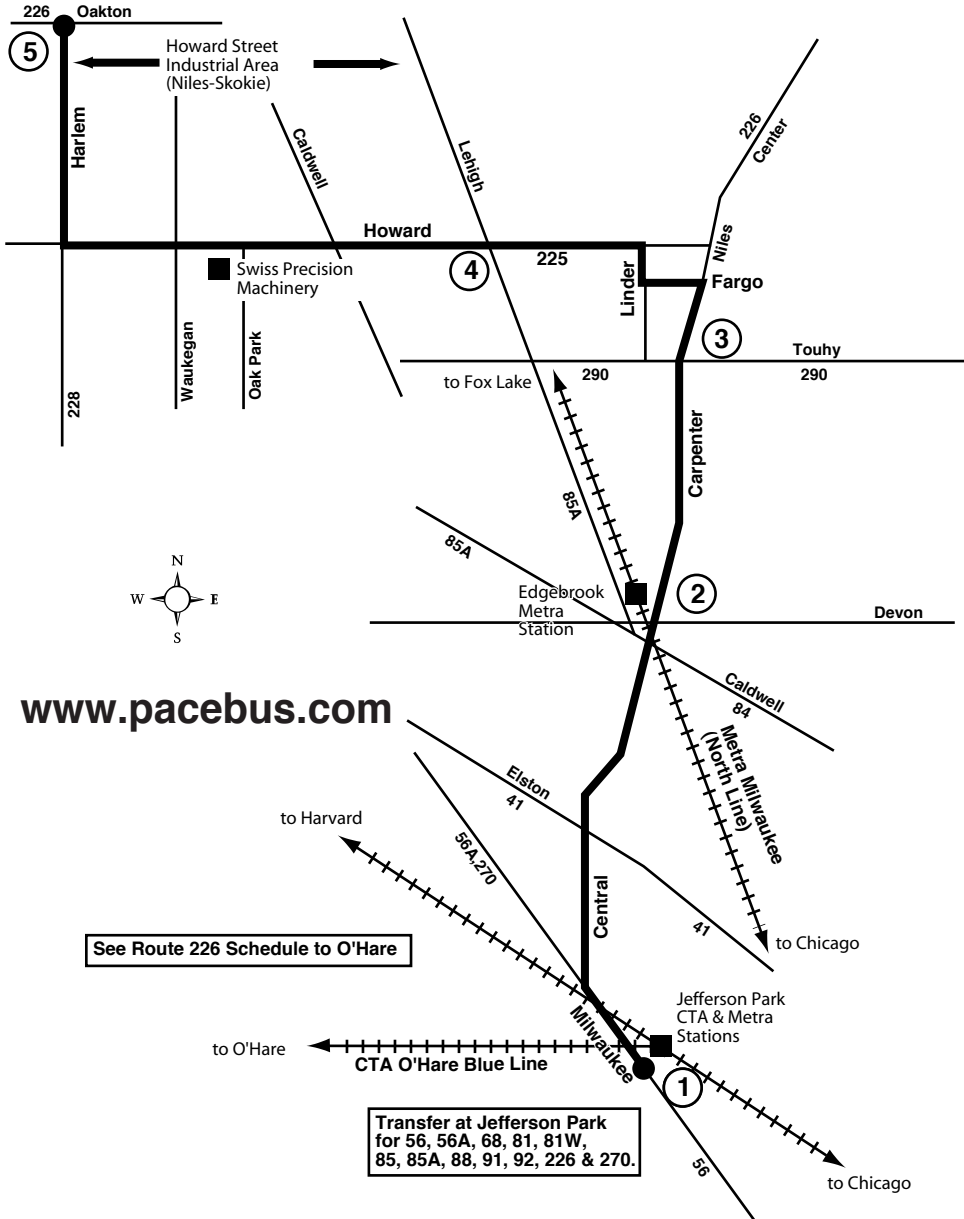 226 Oakton
5
Howard Street
Industrial Area
(Niles-Skokie)
Harlem
Caldwell
Lehigh
226
Center
Howard
225
4
Niles
Linder
Fargo
Swiss Precision
Machinery
3
Touhy
290
290
to Fox Lake
Waukegan
Oak Park
228
Carpenter
85A
85A
N
W
E
S
Edgebrook
Metra
Station
2
Devon
Caldwell
84
www.pacebus.com
Metra Milwaukee
(North Line)
Elston
41
to Harvard
56A,270
Central
41
to Chicago
See Route 226 Schedule to O'Hare
Jefferson Park
CTA & Metra
Stations
Milwaukee
to O'Hare
CTA O'Hare Blue Line
1
Transfer at Jefferson Park
for 56, 56A, 68, 81, 81W,
85, 85A, 88, 91, 92, 226 & 270.
56
to Chicago